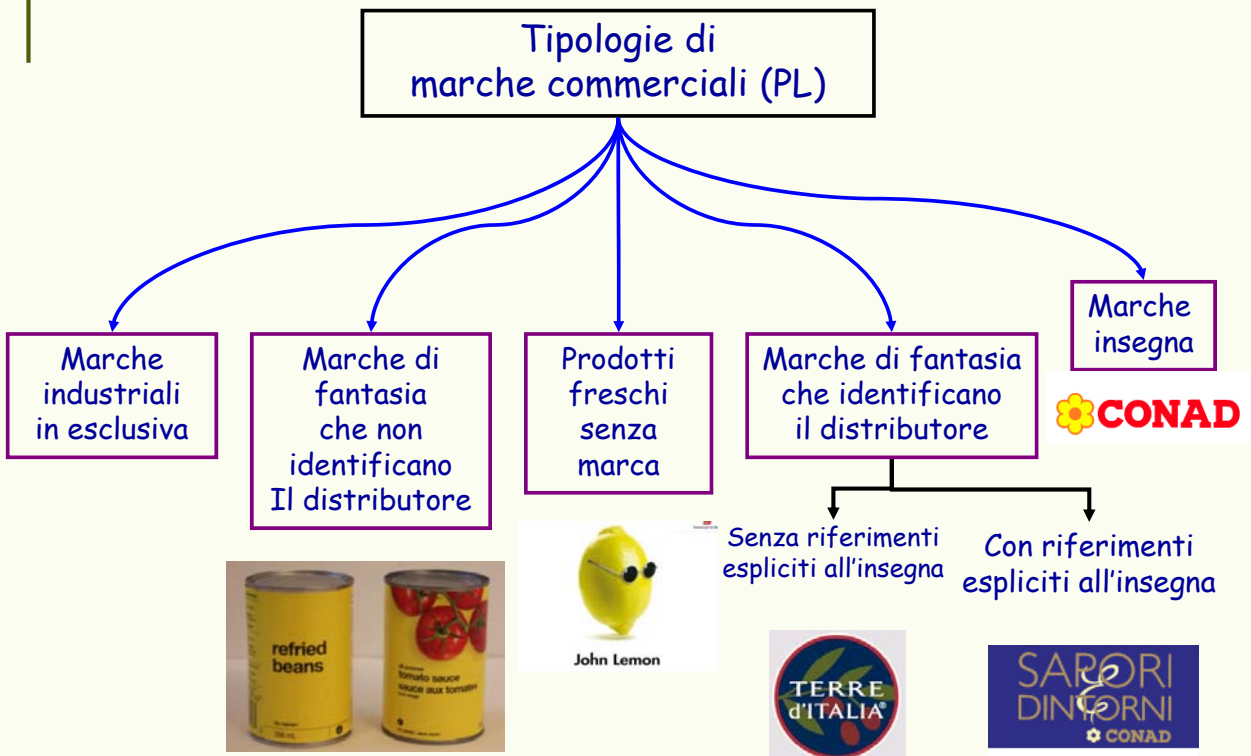 Tipologie di
marche commerciali (PL)
Marche
industriali
in esclusiva
Marche di
fantasia
che non
identificano
Il distributore
Prodotti
freschi
senza
marca
Marche di fantasia
che identificano
il distributore
Marche
insegna
CONAD
Senza riferimenti
espliciti all'insegna
Con riferimenti
espliciti all'insegna
refried
beans
tomato sauce
sauce aux tomates
John Lemon
TERRE
d'ITALIA®
SAPORI
&
DINTORNI
CONAD